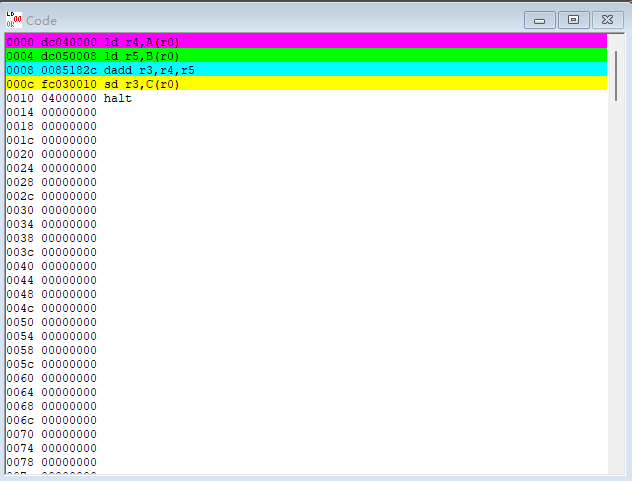 Code
0000 dc040000 ld r4,A(r0)
0004 dc050008 ld r5,B(r0)
0008 0085182c dadd r3,r4,r5
000c fc030010 sd r3,C(r0)
0010 04000000 halt
0014 00000000
0018 00000000
001c 00000000
0020 00000000
0024 00000000
0028 00000000
002c 00000000
0030 00000000
0034 00000000
0038 00000000
003c 00000000
0040 00000000
0044 00000000
0048 00000000
004c 00000000
0050 00000000
0054 00000000
0058 00000000
005c 00000000
0060 00000000
0064 00000000
0068 00000000
006c 00000000
0070 00000000
0074 00000000
0078 00000000